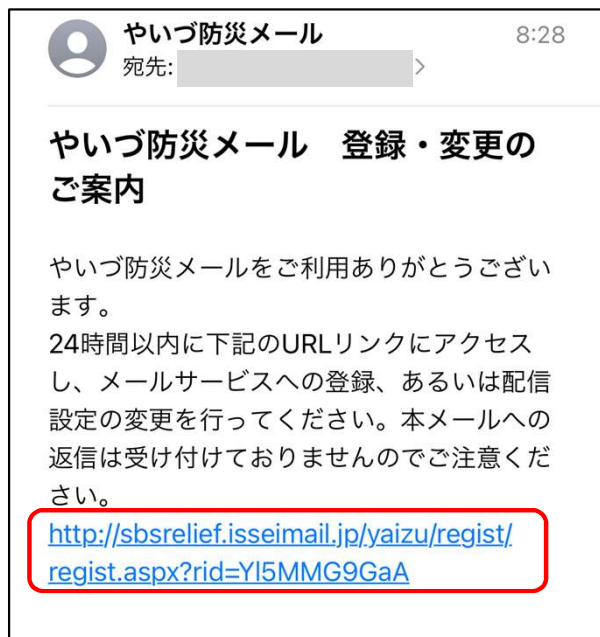 やいづ防災メール
8:28
宛先:
やいづ防災メール　登録・変更の
ご案内
やいづ防災メールをご利用ありがとうござい
ます。
24時間以内に下記のURLリンクにアクセス
し、メールサービスへの登録、あるいは配信
設定の変更を行ってください。本メールへの
返信は受け付けておりませんのでご注意くだ
さい。
http://sbsrelief.isseimail.jp/yaizu/regist/
regist.aspx?rid=Yl5MMG9GaA